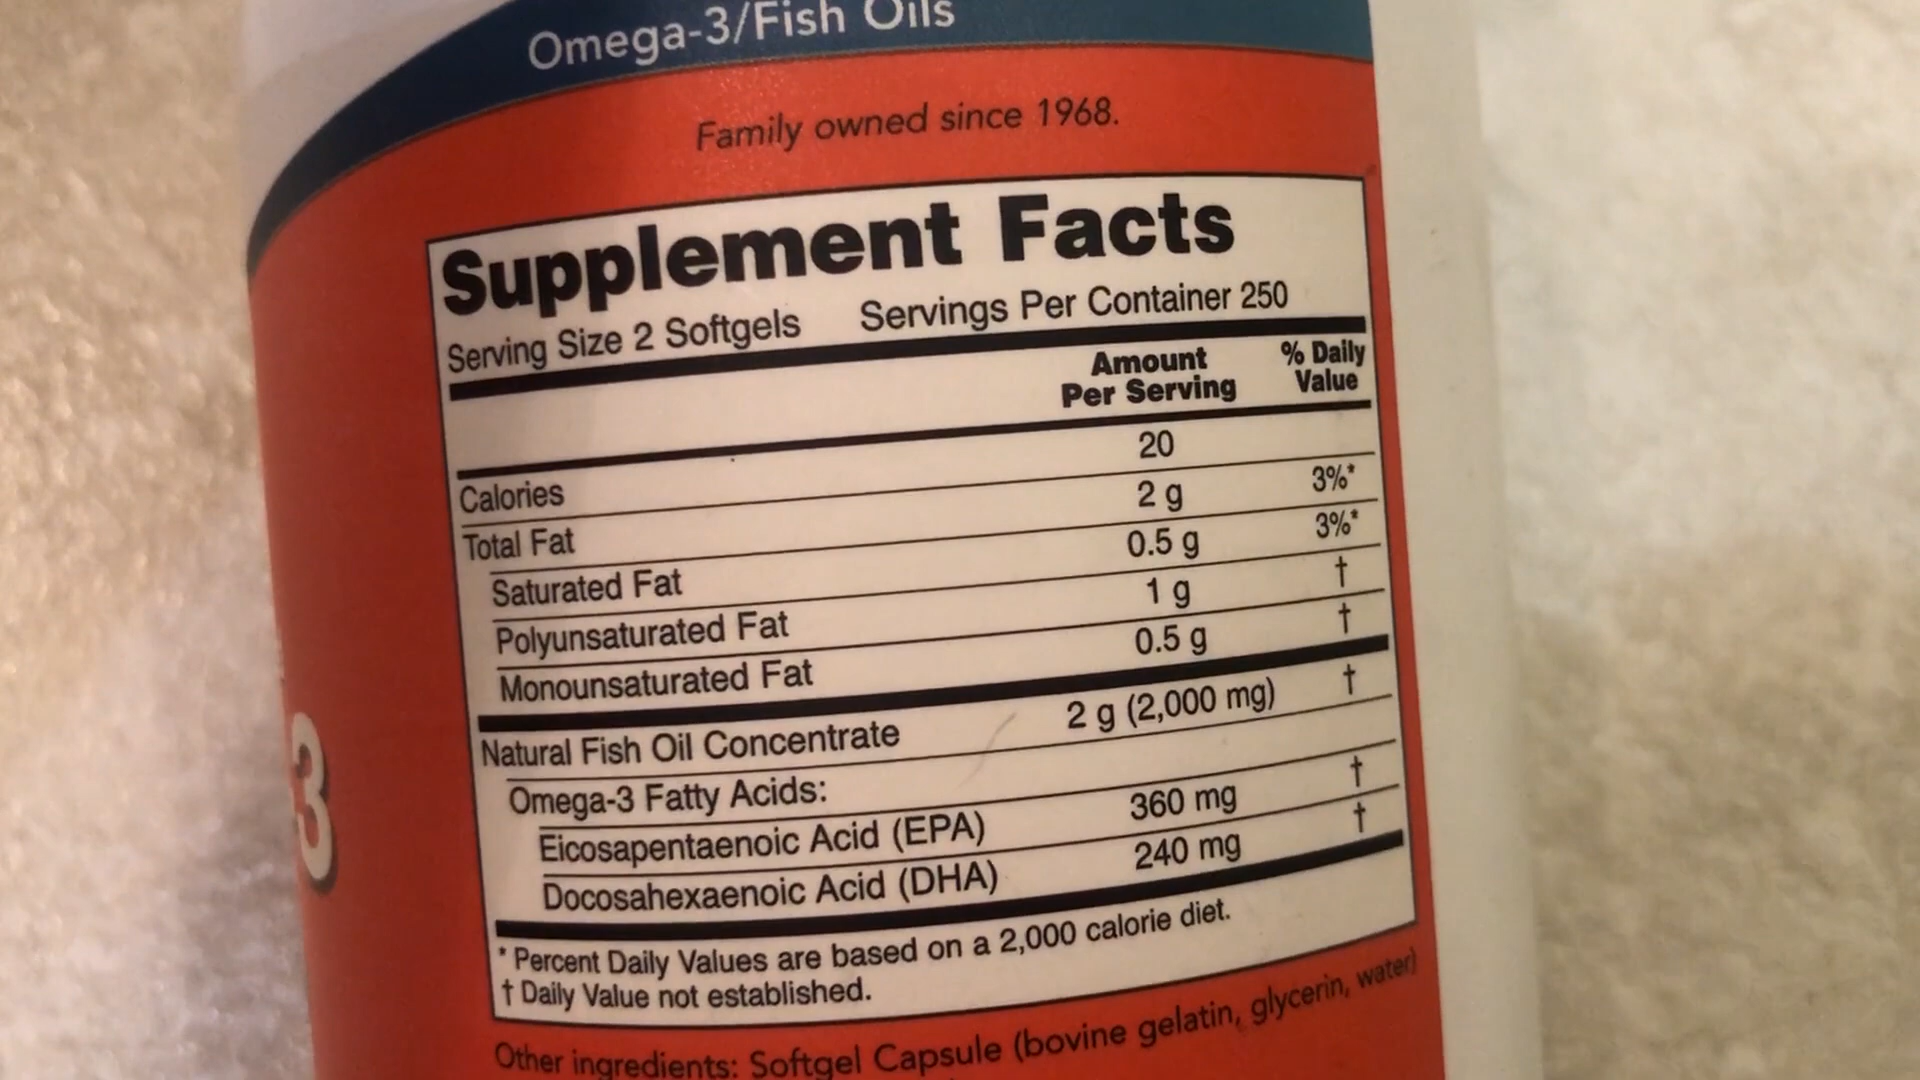 Omega-3/Fish Oils
Family owned since 1968.
Supplement Facts
Serving Size 2 Softgels Servings Per Container 250
Amount Per Serving % Daily Value
Calories 20
Total Fat 2 g 3%*
Saturated Fat 0.5 g 3%*
Polyunsaturated Fat 1 g †
Monounsaturated Fat 0.5 g †
Natural Fish Oil Concentrate 2 g (2,000 mg) †
Omega-3 Fatty Acids:
Eicosapentaenoic Acid (EPA) 360 mg †
Docosahexaenoic Acid (DHA) 240 mg †
* Percent Daily Values are based on a 2,000 calorie diet.
† Daily Value not established.
Other ingredients: Softgel Capsule (bovine gelatin, glycerin, water)
3